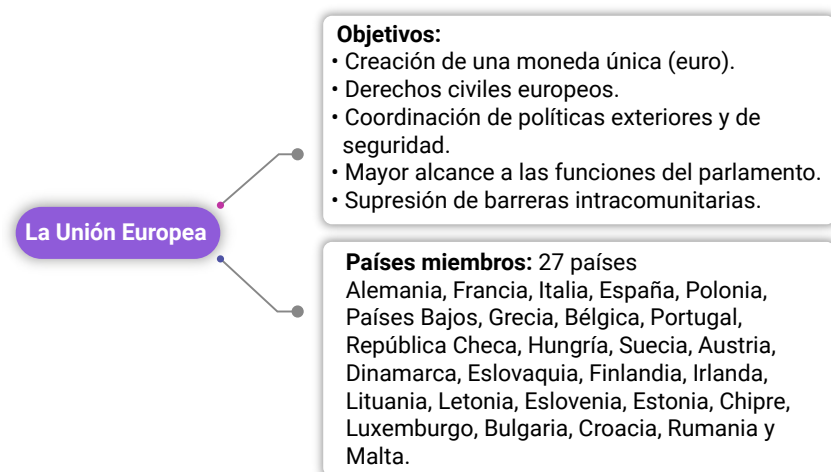 La Unión Europea
Objetivos:
• Creación de una moneda única (euro).
• Derechos civiles europeos.
• Coordinación de políticas exteriores y de
seguridad.
• Mayor alcance a las funciones del parlamento.
• Supresión de barreras intracomunitarias.
Países miembros: 27 países
Alemania, Francia, Italia, España, Polonia,
Países Bajos, Grecia, Bélgica, Portugal,
República Checa, Hungría, Suecia, Austria,
Dinamarca, Eslovaquia, Finlandia, Irlanda,
Lituania, Letonia, Eslovenia, Estonia, Chipre,
Luxemburgo, Bulgaria, Croacia, Rumania y
Malta.